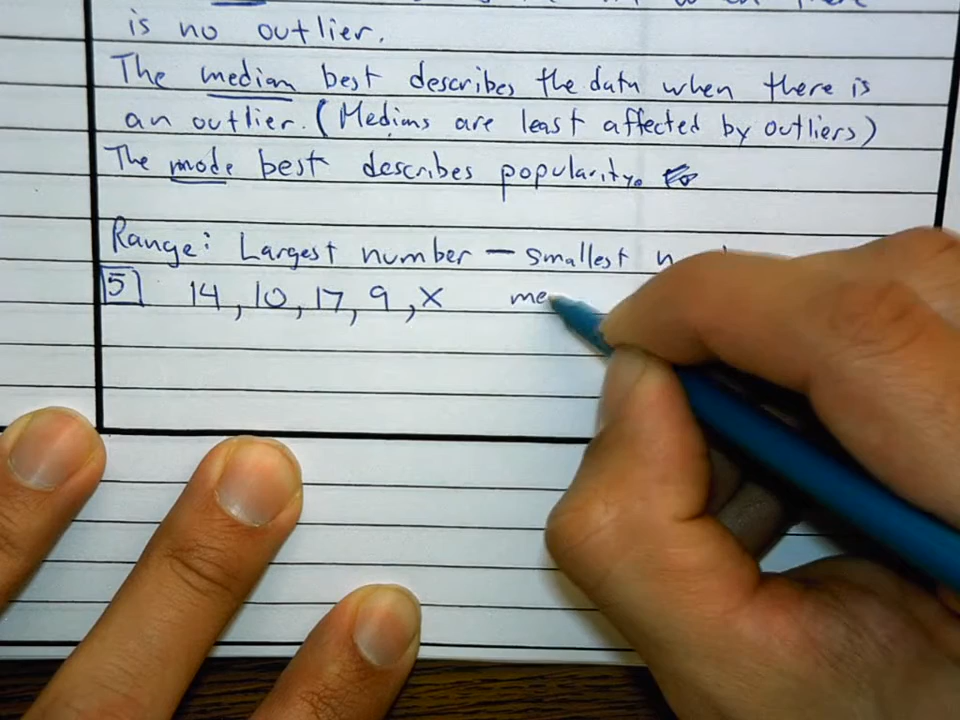 is no outlier.
The median best describes the data when there is
an outlier. (Medians are least affected by outliers)
The mode best describes popularity.
Range: Largest number - smallest
5 14, 10, 17, 9, X me